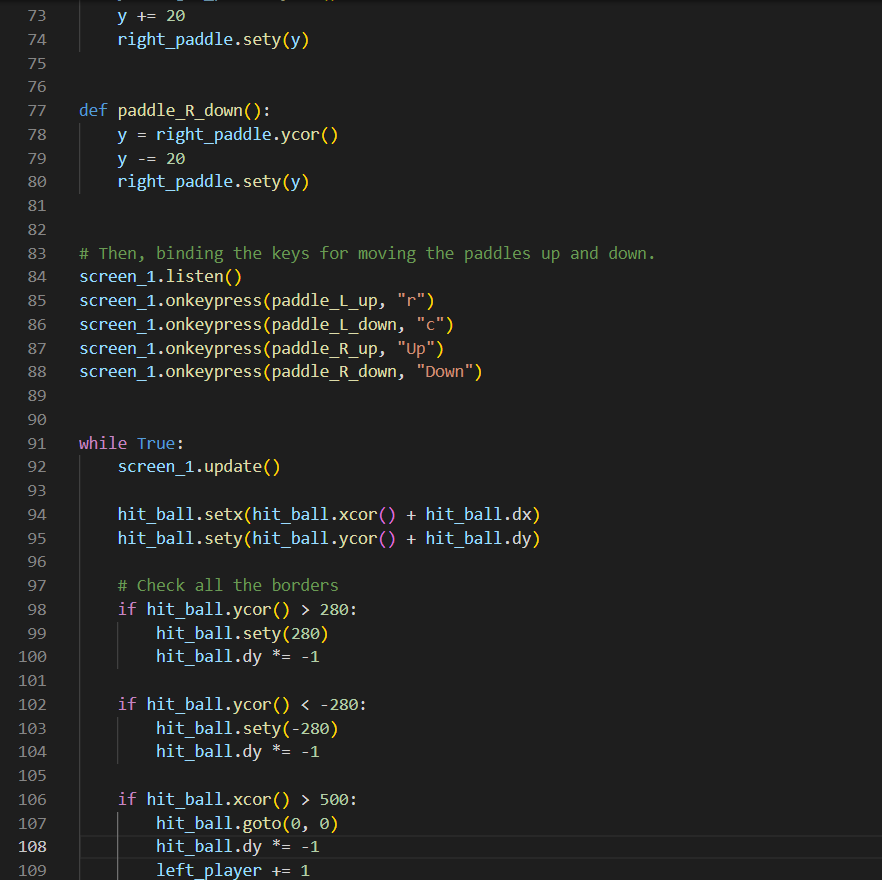 73 y += 20
74 right_paddle.sety(y)
75
76
77 def paddle_R_down():
78 y = right_paddle.ycor()
79 y -= 20
80 right_paddle.sety(y)
81
82
83 # Then, binding the keys for moving the paddles up and down.
84 screen_1.listen()
85 screen_1.onkeypress(paddle_L_up, "r")
86 screen_1.onkeypress(paddle_L_down, "c")
87 screen_1.onkeypress(paddle_R_up, "Up")
88 screen_1.onkeypress(paddle_R_down, "Down")
89
90
91 while True:
92 screen_1.update()
93
94 hit_ball.setx(hit_ball.xcor() + hit_ball.dx)
95 hit_ball.sety(hit_ball.ycor() + hit_ball.dy)
96
97 # Check all the borders
98 if hit_ball.ycor() > 280:
99 hit_ball.sety(280)
100 hit_ball.dy *= -1
101
102 if hit_ball.ycor() < -280:
103 hit_ball.sety(-280)
104 hit_ball.dy *= -1
105
106 if hit_ball.xcor() > 500:
107 hit_ball.goto(0, 0)
108 hit_ball.dy *= -1
109 left_player += 1